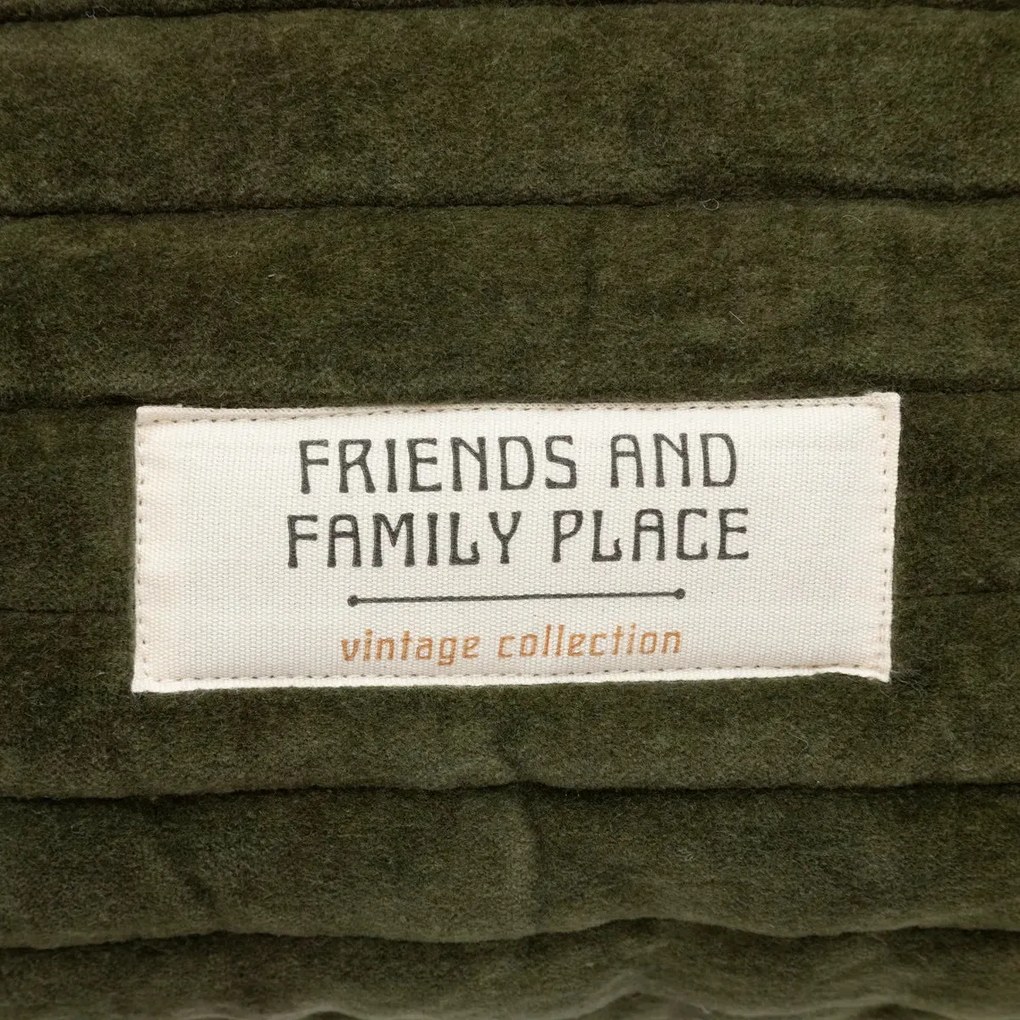 FRIENDS AND
FAMILY PLACE
vintage collection